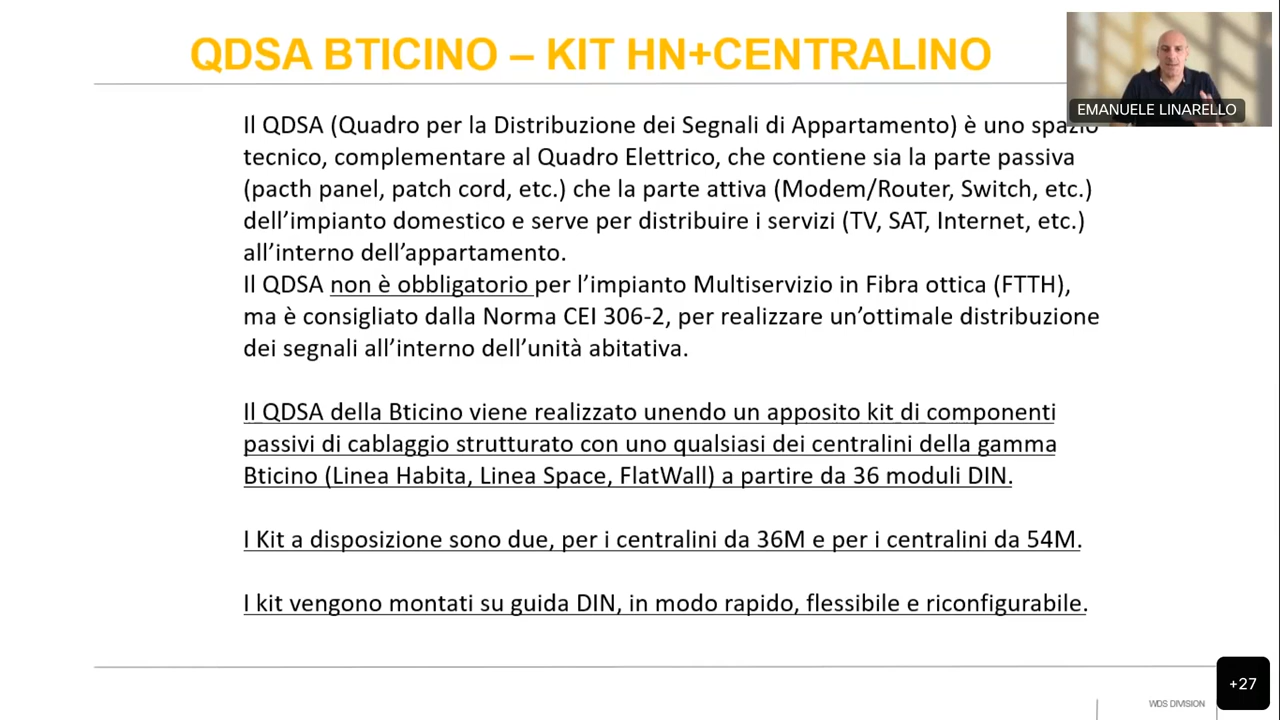 QDSA BTICINO – KIT HN+CENTRALINO
EMANUELE LINARELLO
Il QDSA (Quadro per la Distribuzione dei Segnali di Appartamento) è uno spazio
tecnico, complementare al Quadro Elettrico, che contiene sia la parte passiva
(pacth panel, patch cord, etc.) che la parte attiva (Modem/Router, Switch, etc.)
dell’impianto domestico e serve per distribuire i servizi (TV, SAT, Internet, etc.)
all’interno dell’appartamento.
Il QDSA non è obbligatorio per l’impianto Multiservizio in Fibra ottica (FTTH),
ma è consigliato dalla Norma CEI 306-2, per realizzare un’ottimale distribuzione
dei segnali all’interno dell’unità abitativa.
Il QDSA della Bticino viene realizzato unendo un apposito kit di componenti
passivi di cablaggio strutturato con uno qualsiasi dei centralini della gamma
Bticino (Linea Habita, Linea Space, FlatWall) a partire da 36 moduli DIN.
I Kit a disposizione sono due, per i centralini da 36M e per i centralini da 54M.
I kit vengono montati su guida DIN, in modo rapido, flessibile e riconfigurabile.
+27
WDS DIVISION